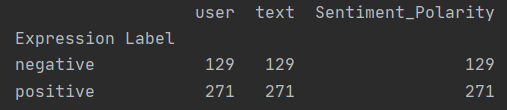 user text Sentiment_Polarity
Expression Label
negative 129 129 129
positive 271 271 271